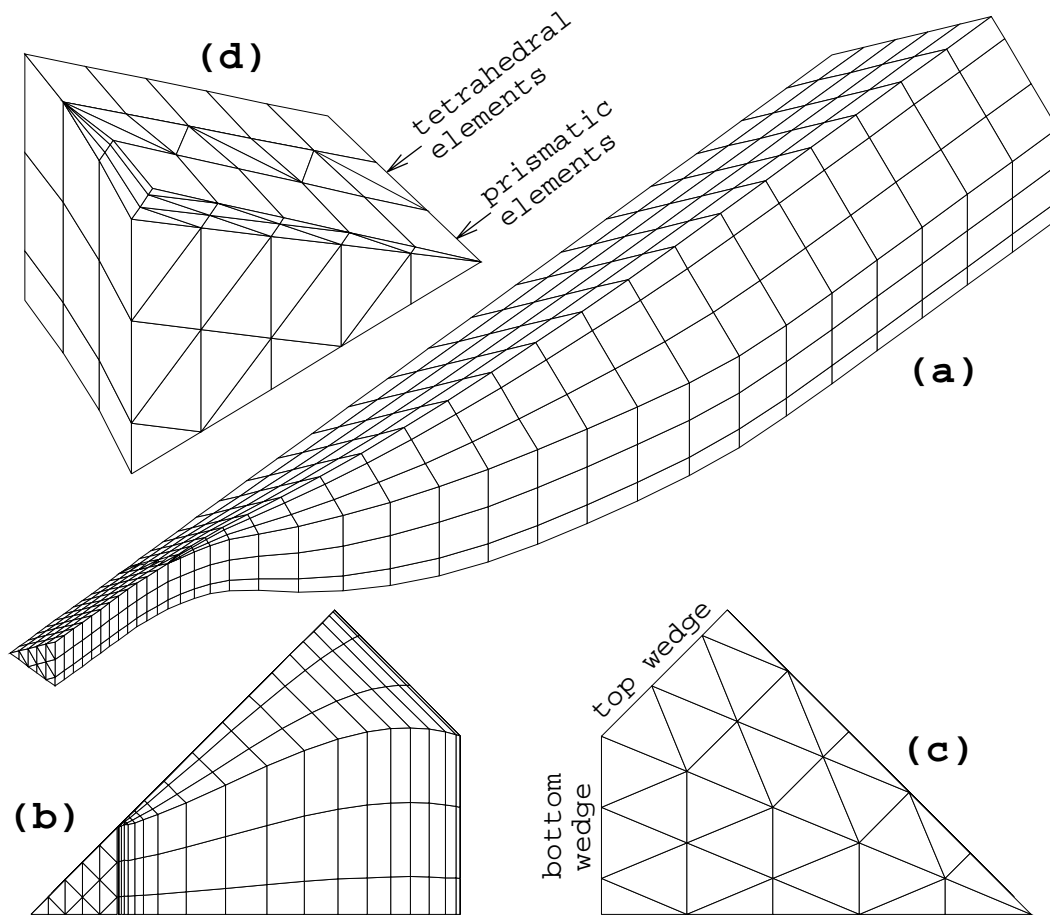 (d)
tetrahedral
elements
prismatic
elements
(a)
(b)
top wedge
(c)
bottom
wedge